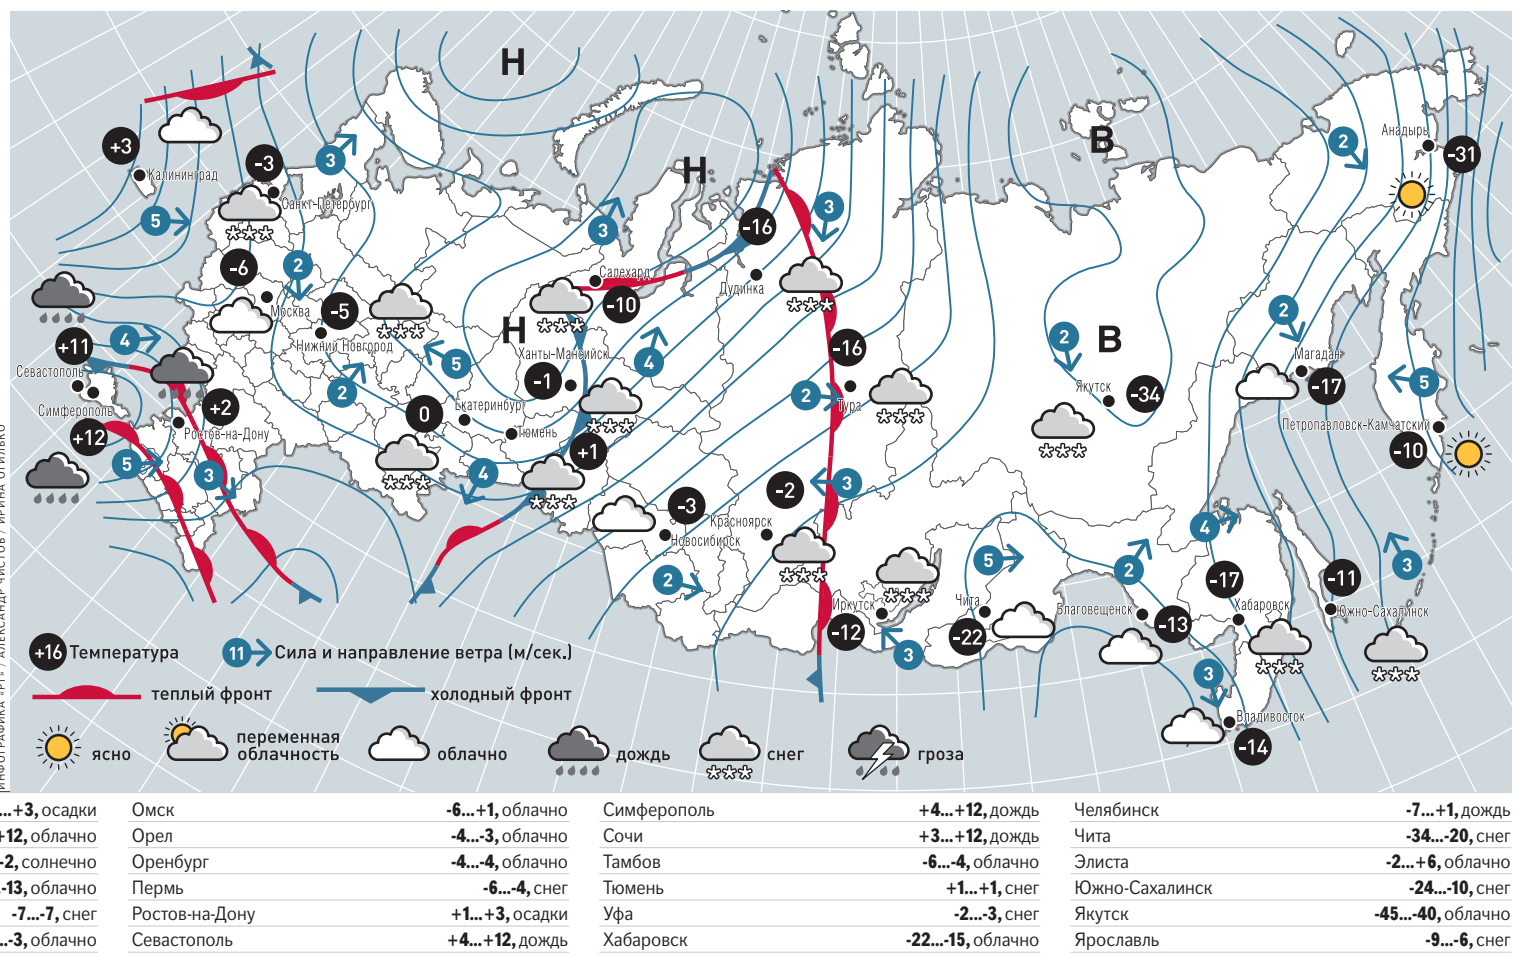 Н
В
+3
Калининград
-3
Санкт-Петербург
3
5
Н
3
-16
3
Дудинка
2
Анадырь
-31
-6
2
Москва
-5
Нижний Новгород
Салехард
-10
4
+11
Севастополь
Симферополь
+12
+2
Ростов-на-Дону
5
3
2
5
Н
Ханты-Мансийск
-1
4
0
Екатеринбург
Тюмень
+1
4
-16
2
Тура
В
2
Якутск
-34
2
Магадан
-17
5
Петропавловск-Камчатский
-10
-3
Новосибирск
2
-2
3
Красноярск
Иркутск
-12
3
5
Чита
-22
4
2
Благовещенск
-13
-17
Хабаровск
-11
Южно-Сахалинск
3
3
Владивосток
-14
ИНФОГРАФИКА «РГ» / АЛЕКСАНДР ЧИСТОВ / ИРИНА ОТИЛЬКО
+16 Температура
11 Сила и направление ветра (м/сек.)
теплый фронт
холодный фронт
ясно
переменная
облачность
облачно
дождь
снег
гроза
...+3, осадки
+12, облачно
-2, солнечно
-13, облачно
-7...-7, снег
...-3, облачно
Омск -6...+1, облачно
Орел -4...-3, облачно
Оренбург -4...-4, облачно
Пермь -6...-4, снег
Ростов-на-Дону +1...+3, осадки
Севастополь +4...+12, дождь
Симферополь +4...+12, дождь
Сочи +3...+12, дождь
Тамбов -6...-4, облачно
Тюмень +1...+1, снег
Уфа -2...-3, снег
Хабаровск -22...-15, облачно
Челябинск -7...+1, дождь
Чита -34...-20, снег
Элиста -2...+6, облачно
Южно-Сахалинск -24...-10, снег
Якутск -45...-40, облачно
Ярославль -9...-6, снег